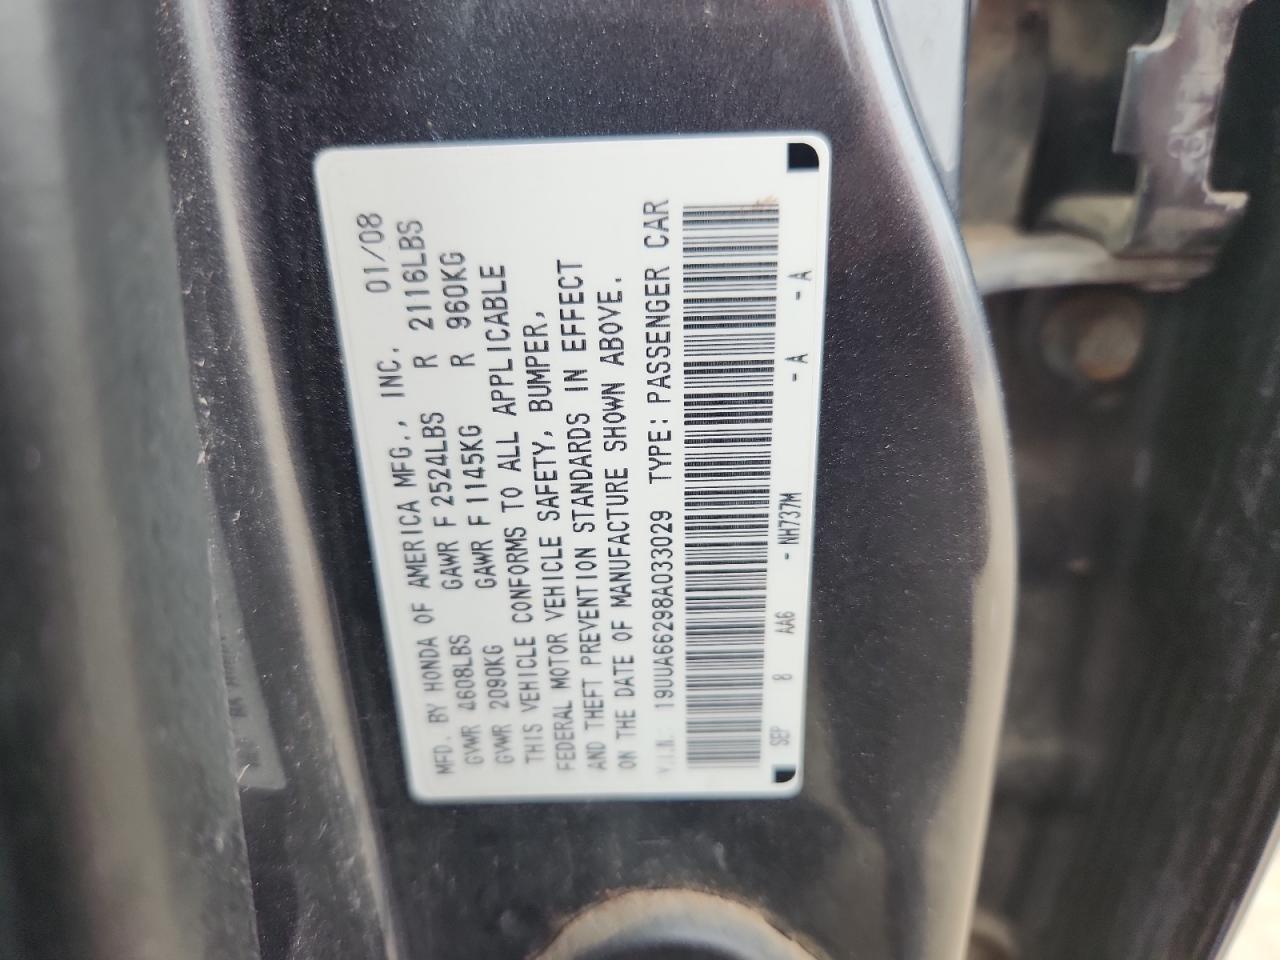 MFD. BY HONDA OF AMERICA MFG., INC. 01/08
GVWR 4608LBS GAWR F 2524LBS R 2116LBS
GVWR 2090KG GAWR F 1145KG R 960KG
THIS VEHICLE CONFORMS TO ALL APPLICABLE
FEDERAL MOTOR VEHICLE SAFETY, BUMPER,
AND THEFT PREVENTION STANDARDS IN EFFECT
ON THE DATE OF MANUFACTURE SHOWN ABOVE.
V.I.N: 19UUA66298A033029 TYPE: PASSENGER CAR
SEP 8 AA6 - NH737M - A - A